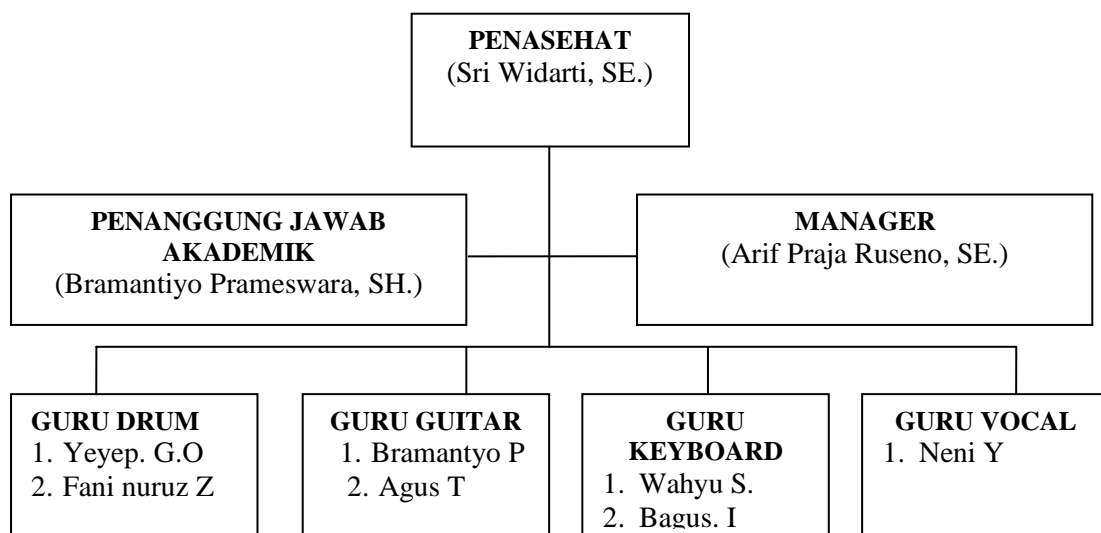 PENASEHAT
(Sri Widarti, SE.)
PENANGGUNG JAWAB
AKADEMIK
(Bramantiyo Prameswara, SH.)
MANAGER
(Arif Praja Ruseno, SE.)
GURU DRUM
1. Yeyep. G.O
2. Fani nuruz Z
GURU GUITAR
1. Bramantyo P
2. Agus T
GURU
KEYBOARD
1. Wahyu S.
2. Bagus. I
GURU VOCAL
1. Neni Y